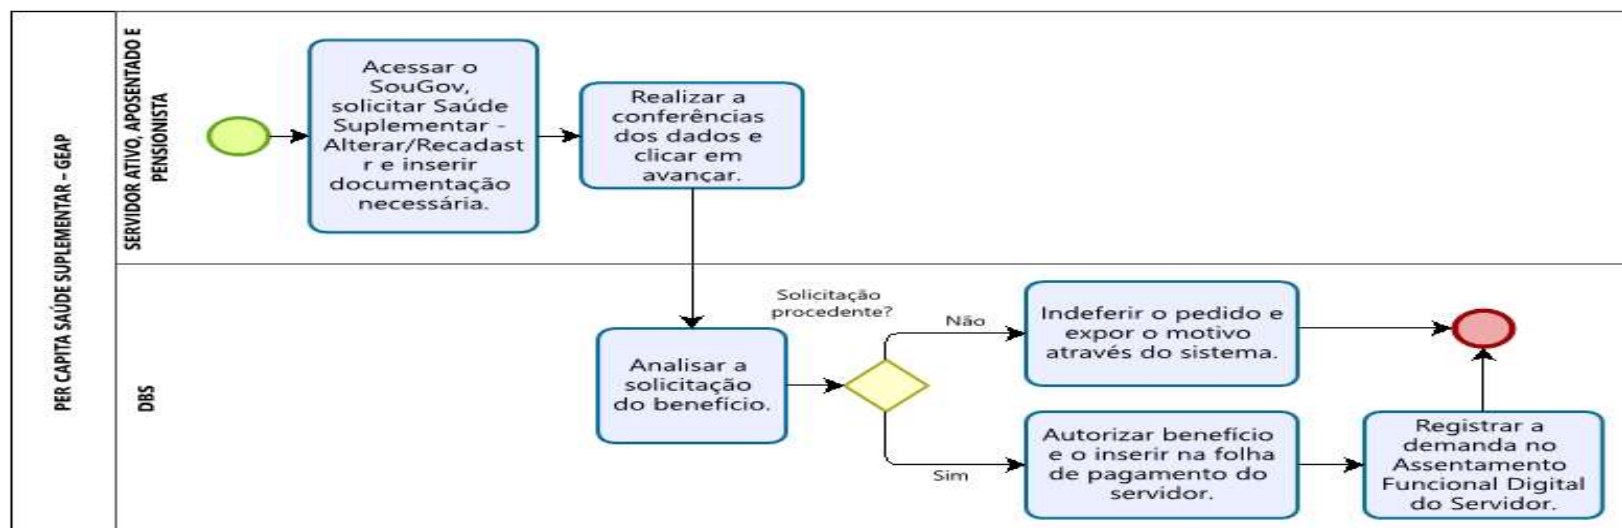 PER CAPITA SAÚDE SUPLEMENTAR – GEAP
SERVIDOR ATIVO, APOSENTADO E
PENSIONISTA
Acessar o
SouGov,
solicitar Saúde
Suplementar -
Alterar/Recadast
r e inserir
documentação
necessária.
Realizar a
conferências
dos dados e
clicar em
avançar.
DBS
Analisar a
solicitação
do benefício.
Solicitação
procedente?
Não
Indeferir o pedido e
expor o motivo
através do sistema.
Sim
Autorizar benefício
e o inserir na folha
de pagamento do
servidor.
Registrar a
demanda no
Assentamento
Funcional Digital
do Servidor.